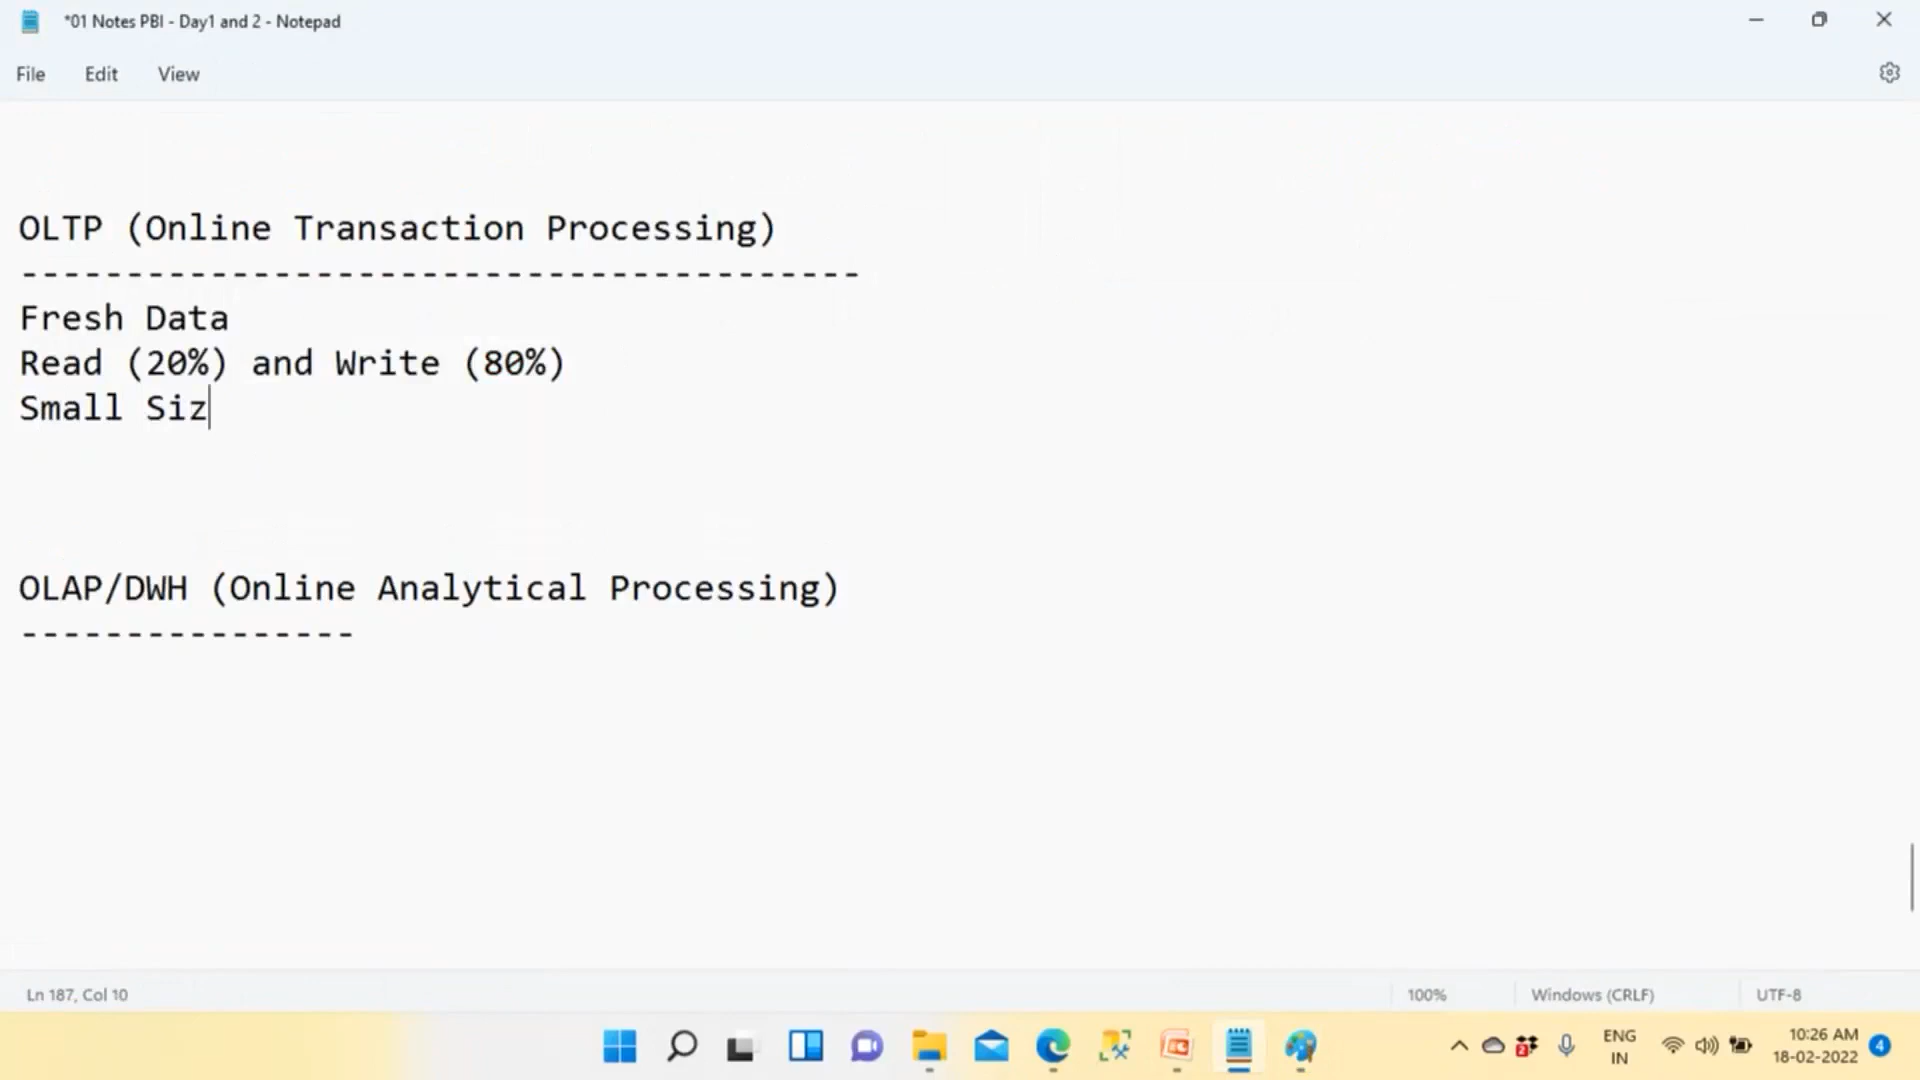 *01 Notes PBI - Day1 and 2 - Notepad
File Edit View
OLTP (Online Transaction Processing)
----------------------------------------
Fresh Data
Read (20%) and Write (80%)
Small Siz
OLAP/DWH (Online Analytical Processing)
----------------
Ln 187, Col 10 100% Windows (CRLF) UTF-8
ENG 10:26 AM
IN 18-02-2022 4
2